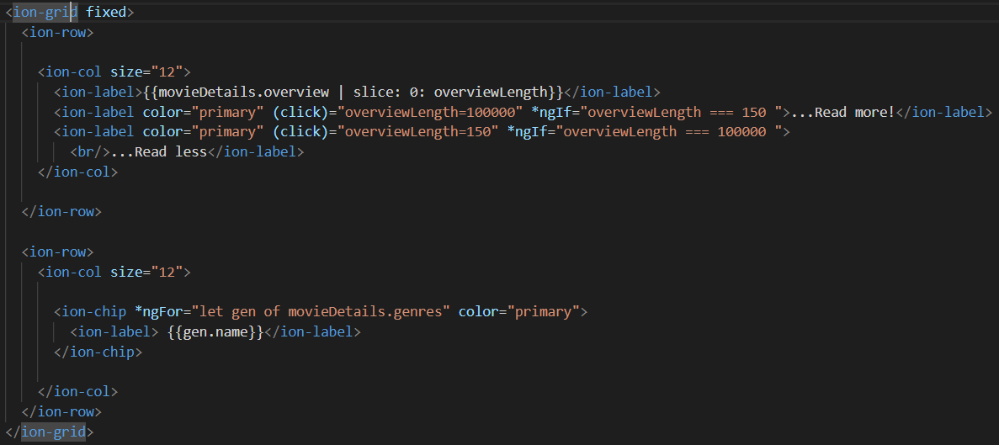 <ion-grid fixed>
<ion-row>
<ion-col size="12">
<ion-label>{{movieDetails.overview | slice: 0: overviewLength}}</ion-label>
<ion-label color="primary" (click)="overviewLength=100000" *ngIf="overviewLength === 150 ">...Read more!</ion-label>
<ion-label color="primary" (click)="overviewLength=150" *ngIf="overviewLength === 100000 ">
<br/>...Read less</ion-label>
</ion-col>
</ion-row>
<ion-row>
<ion-col size="12">
<ion-chip *ngFor="let gen of movieDetails.genres" color="primary">
<ion-label> {{gen.name}}</ion-label>
</ion-chip>
</ion-col>
</ion-row>
</ion-grid>